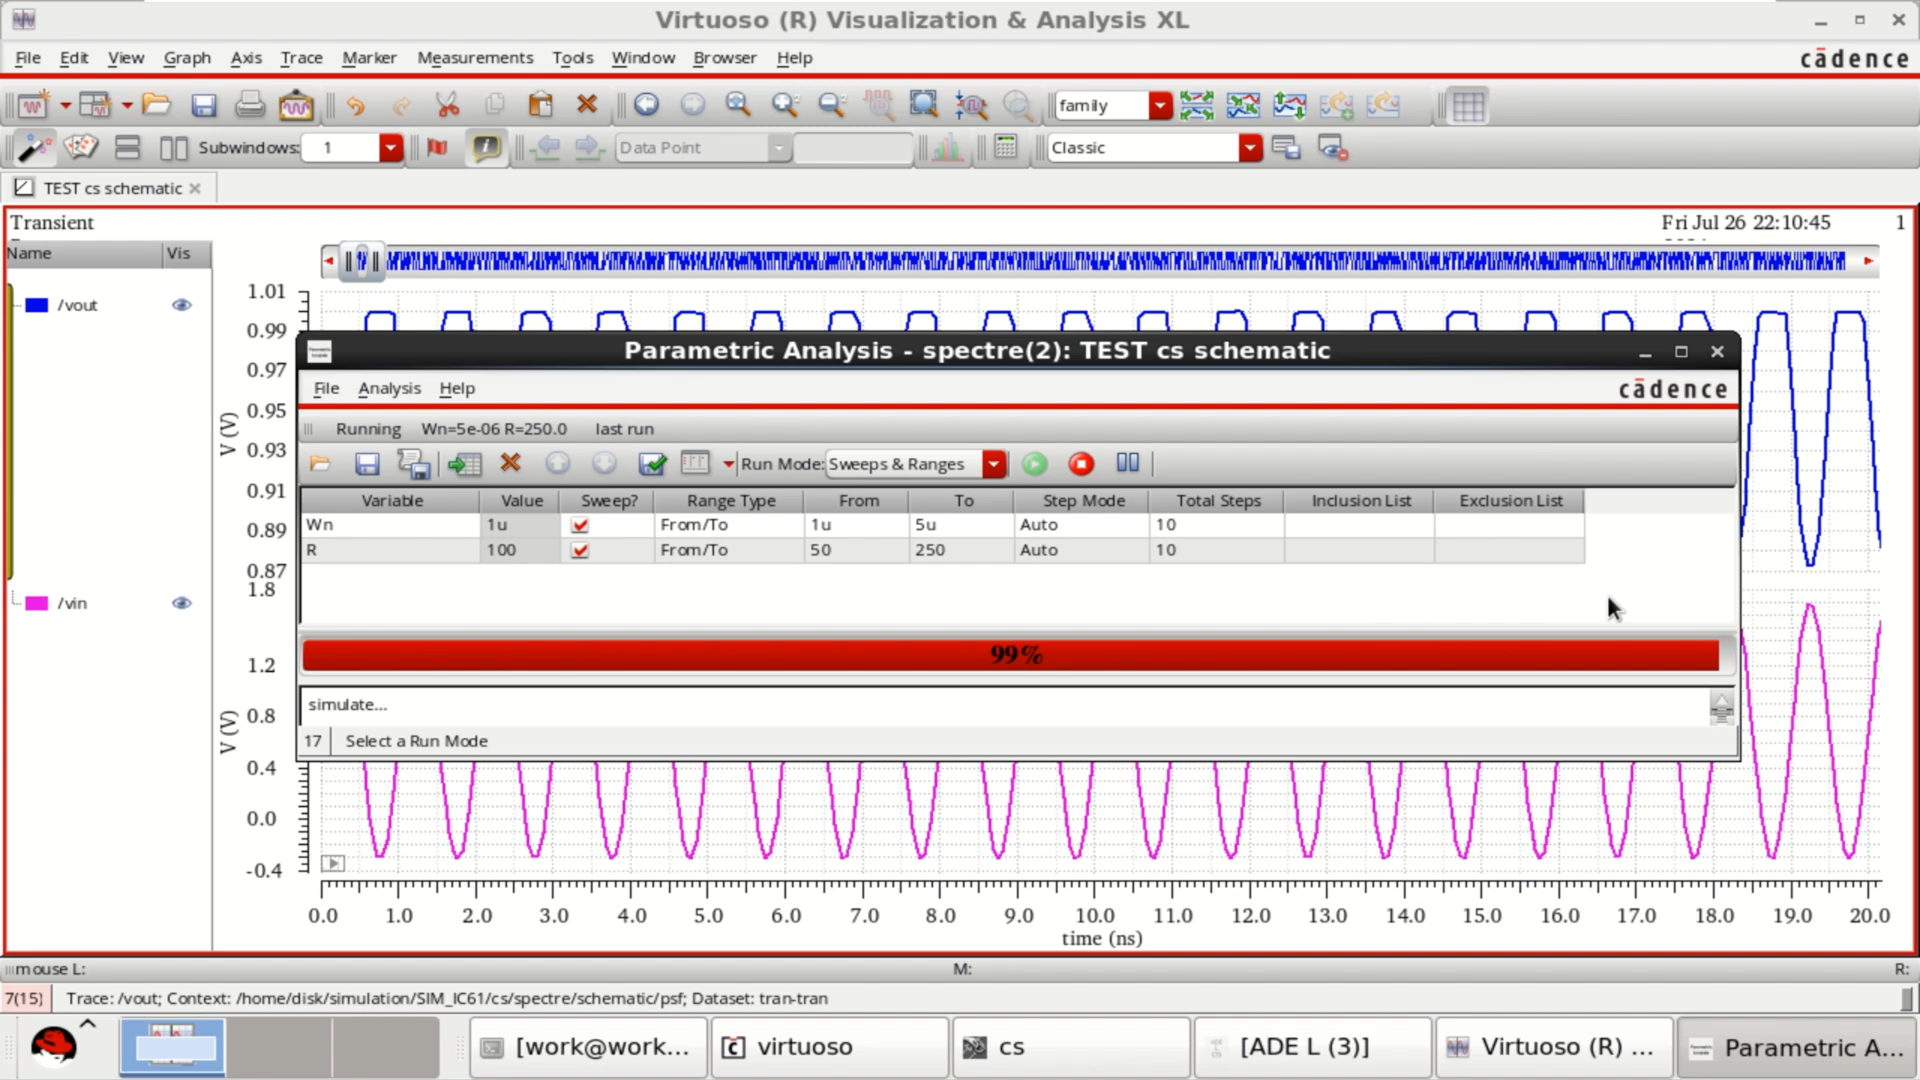 Virtuoso (R) Visualization & Analysis XL
File Edit View Graph Axis Trace Marker Measurements Tools Window Browser Help
cādence
family
Subwindows: 1
Data Point
Classic
TEST cs schematic
Transient
Fri Jul 26 22:10:45
1
Name Vis
/vout
/vin
1.01
0.99
0.97
0.95
0.93
0.91
0.89
0.87
V (V)
1.8
1.2
0.8
0.4
0.0
-0.4
V (V)
Parametric Analysis - spectre(2): TEST cs schematic
File Analysis Help
cādence
Running Wn=5e-06 R=250.0 last run
Run Mode: Sweeps & Ranges
Variable Value Sweep? Range Type From To Step Mode Total Steps Inclusion List Exclusion List
Wn 1u From/To 1u 5u Auto 10
R 100 From/To 50 250 Auto 10
99%
simulate...
17 Select a Run Mode
0.0 1.0 2.0 3.0 4.0 5.0 6.0 7.0 8.0 9.0 10.0 11.0 12.0 13.0 14.0 15.0 16.0 17.0 18.0 19.0 20.0
time (ns)
mouse L: M: R:
7(15) Trace: /vout; Context: /home/disk/simulation/SIM_IC61/cs/spectre/schematic/psf; Dataset: tran-tran
[work@work... virtuoso cs [ADE L (3)] Virtuoso (R) ... Parametric A...